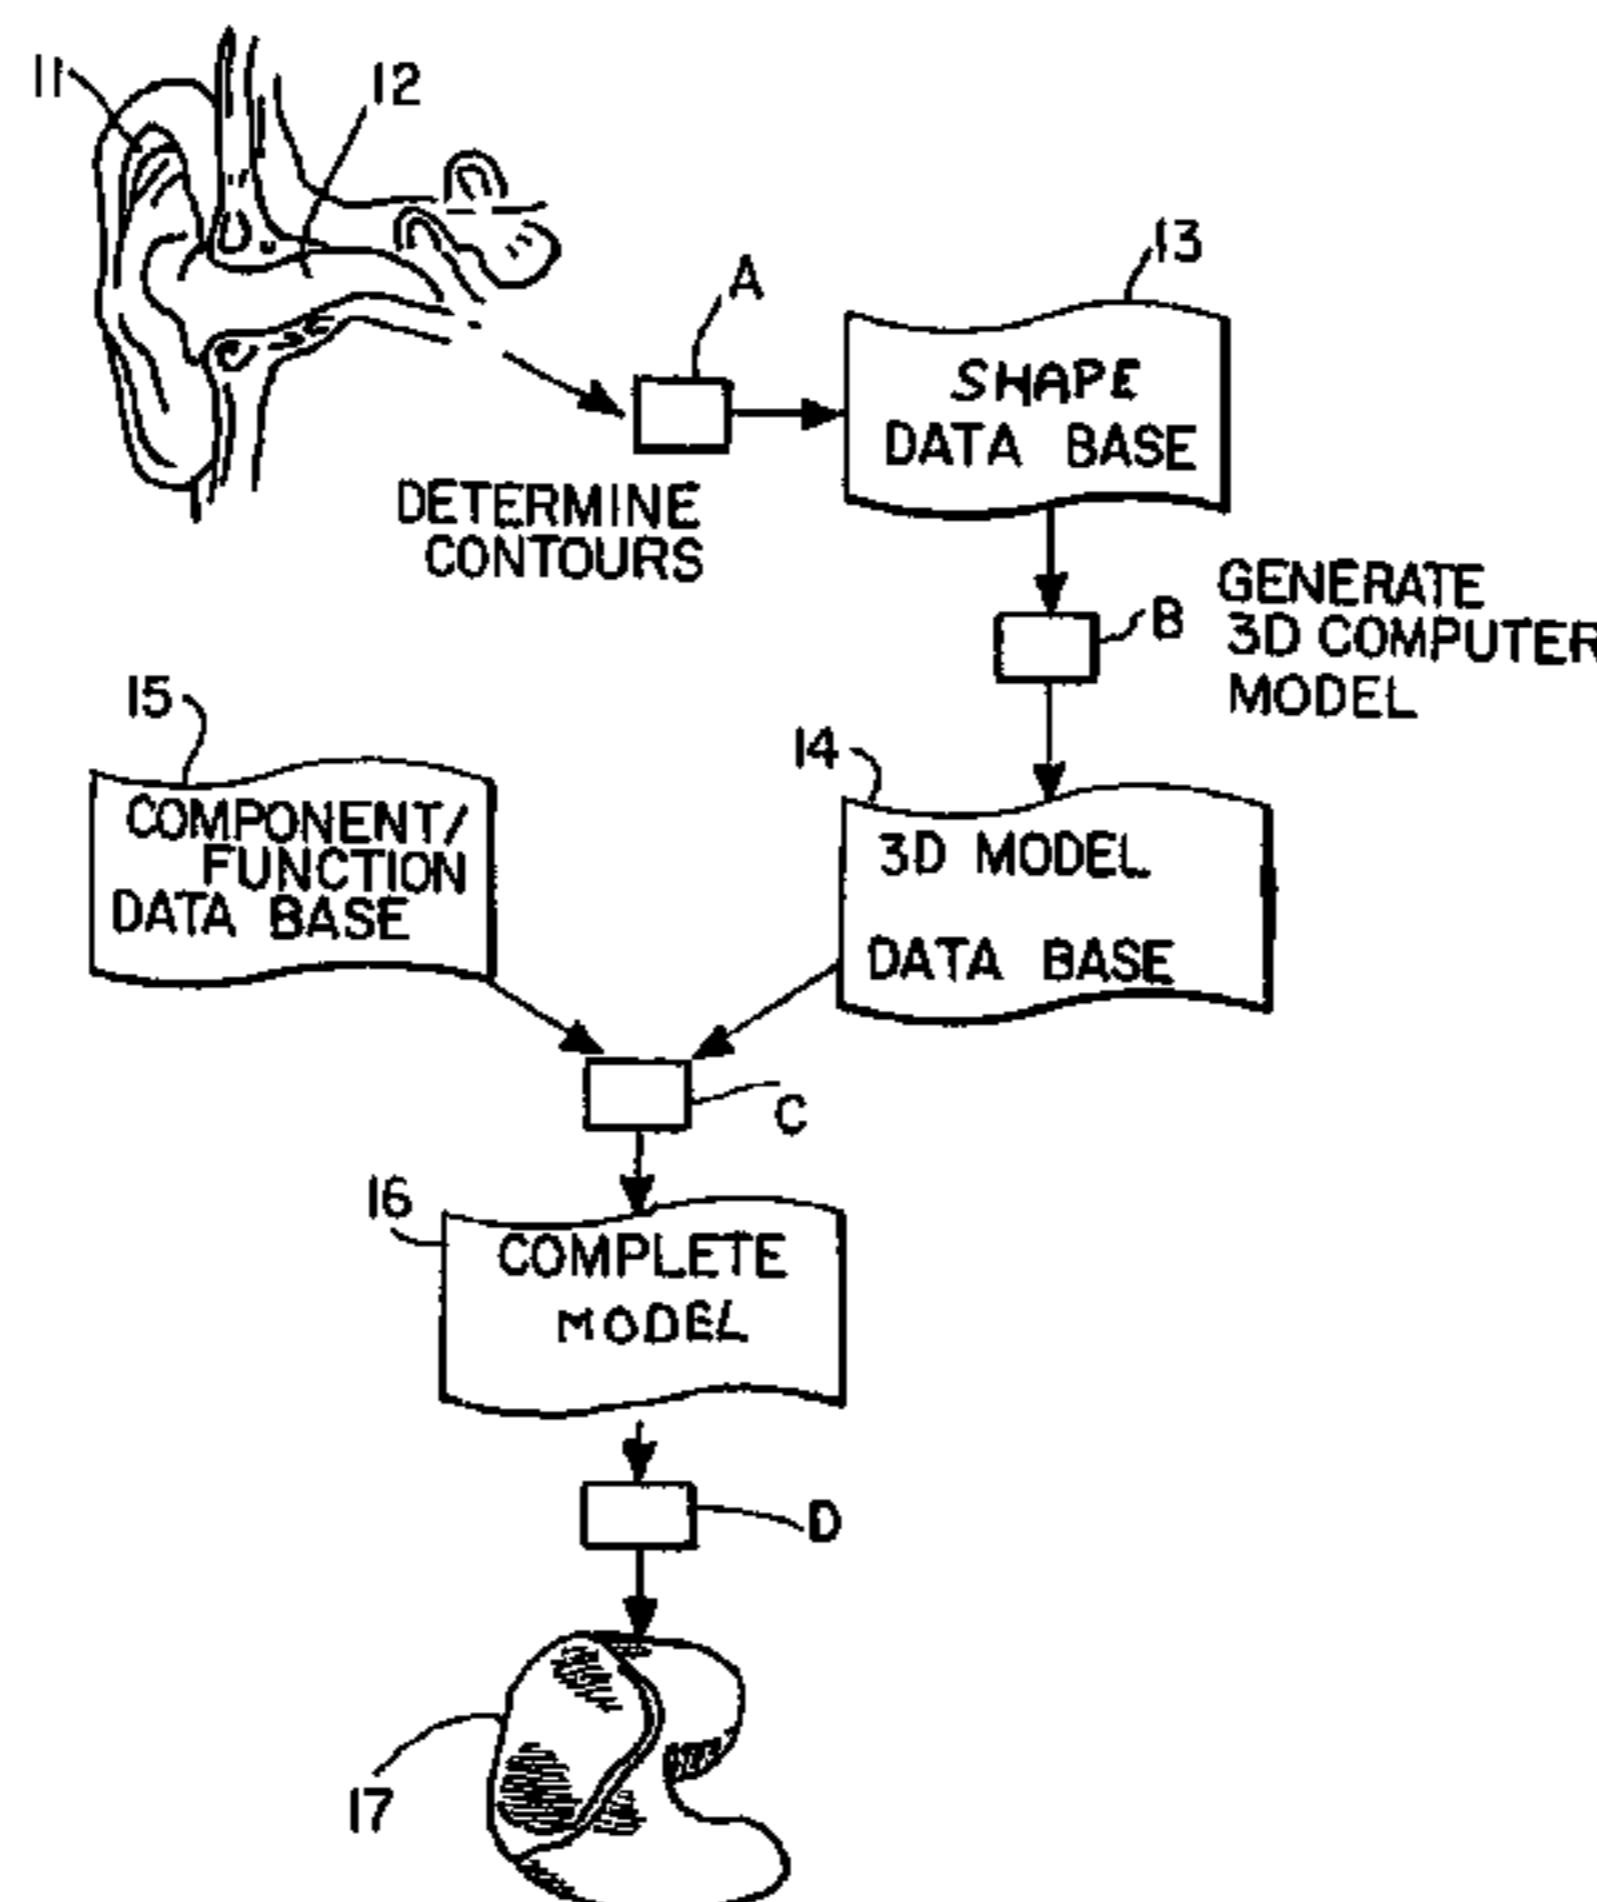 11
12
A
13
SHAPE
DATA BASE
DETERMINE
CONTOURS
B
GENERATE
3D COMPUTER
MODEL
15
COMPONENT/
FUNCTION
DATA BASE
14
3D MODEL
DATA BASE
C
16
COMPLETE
MODEL
D
17